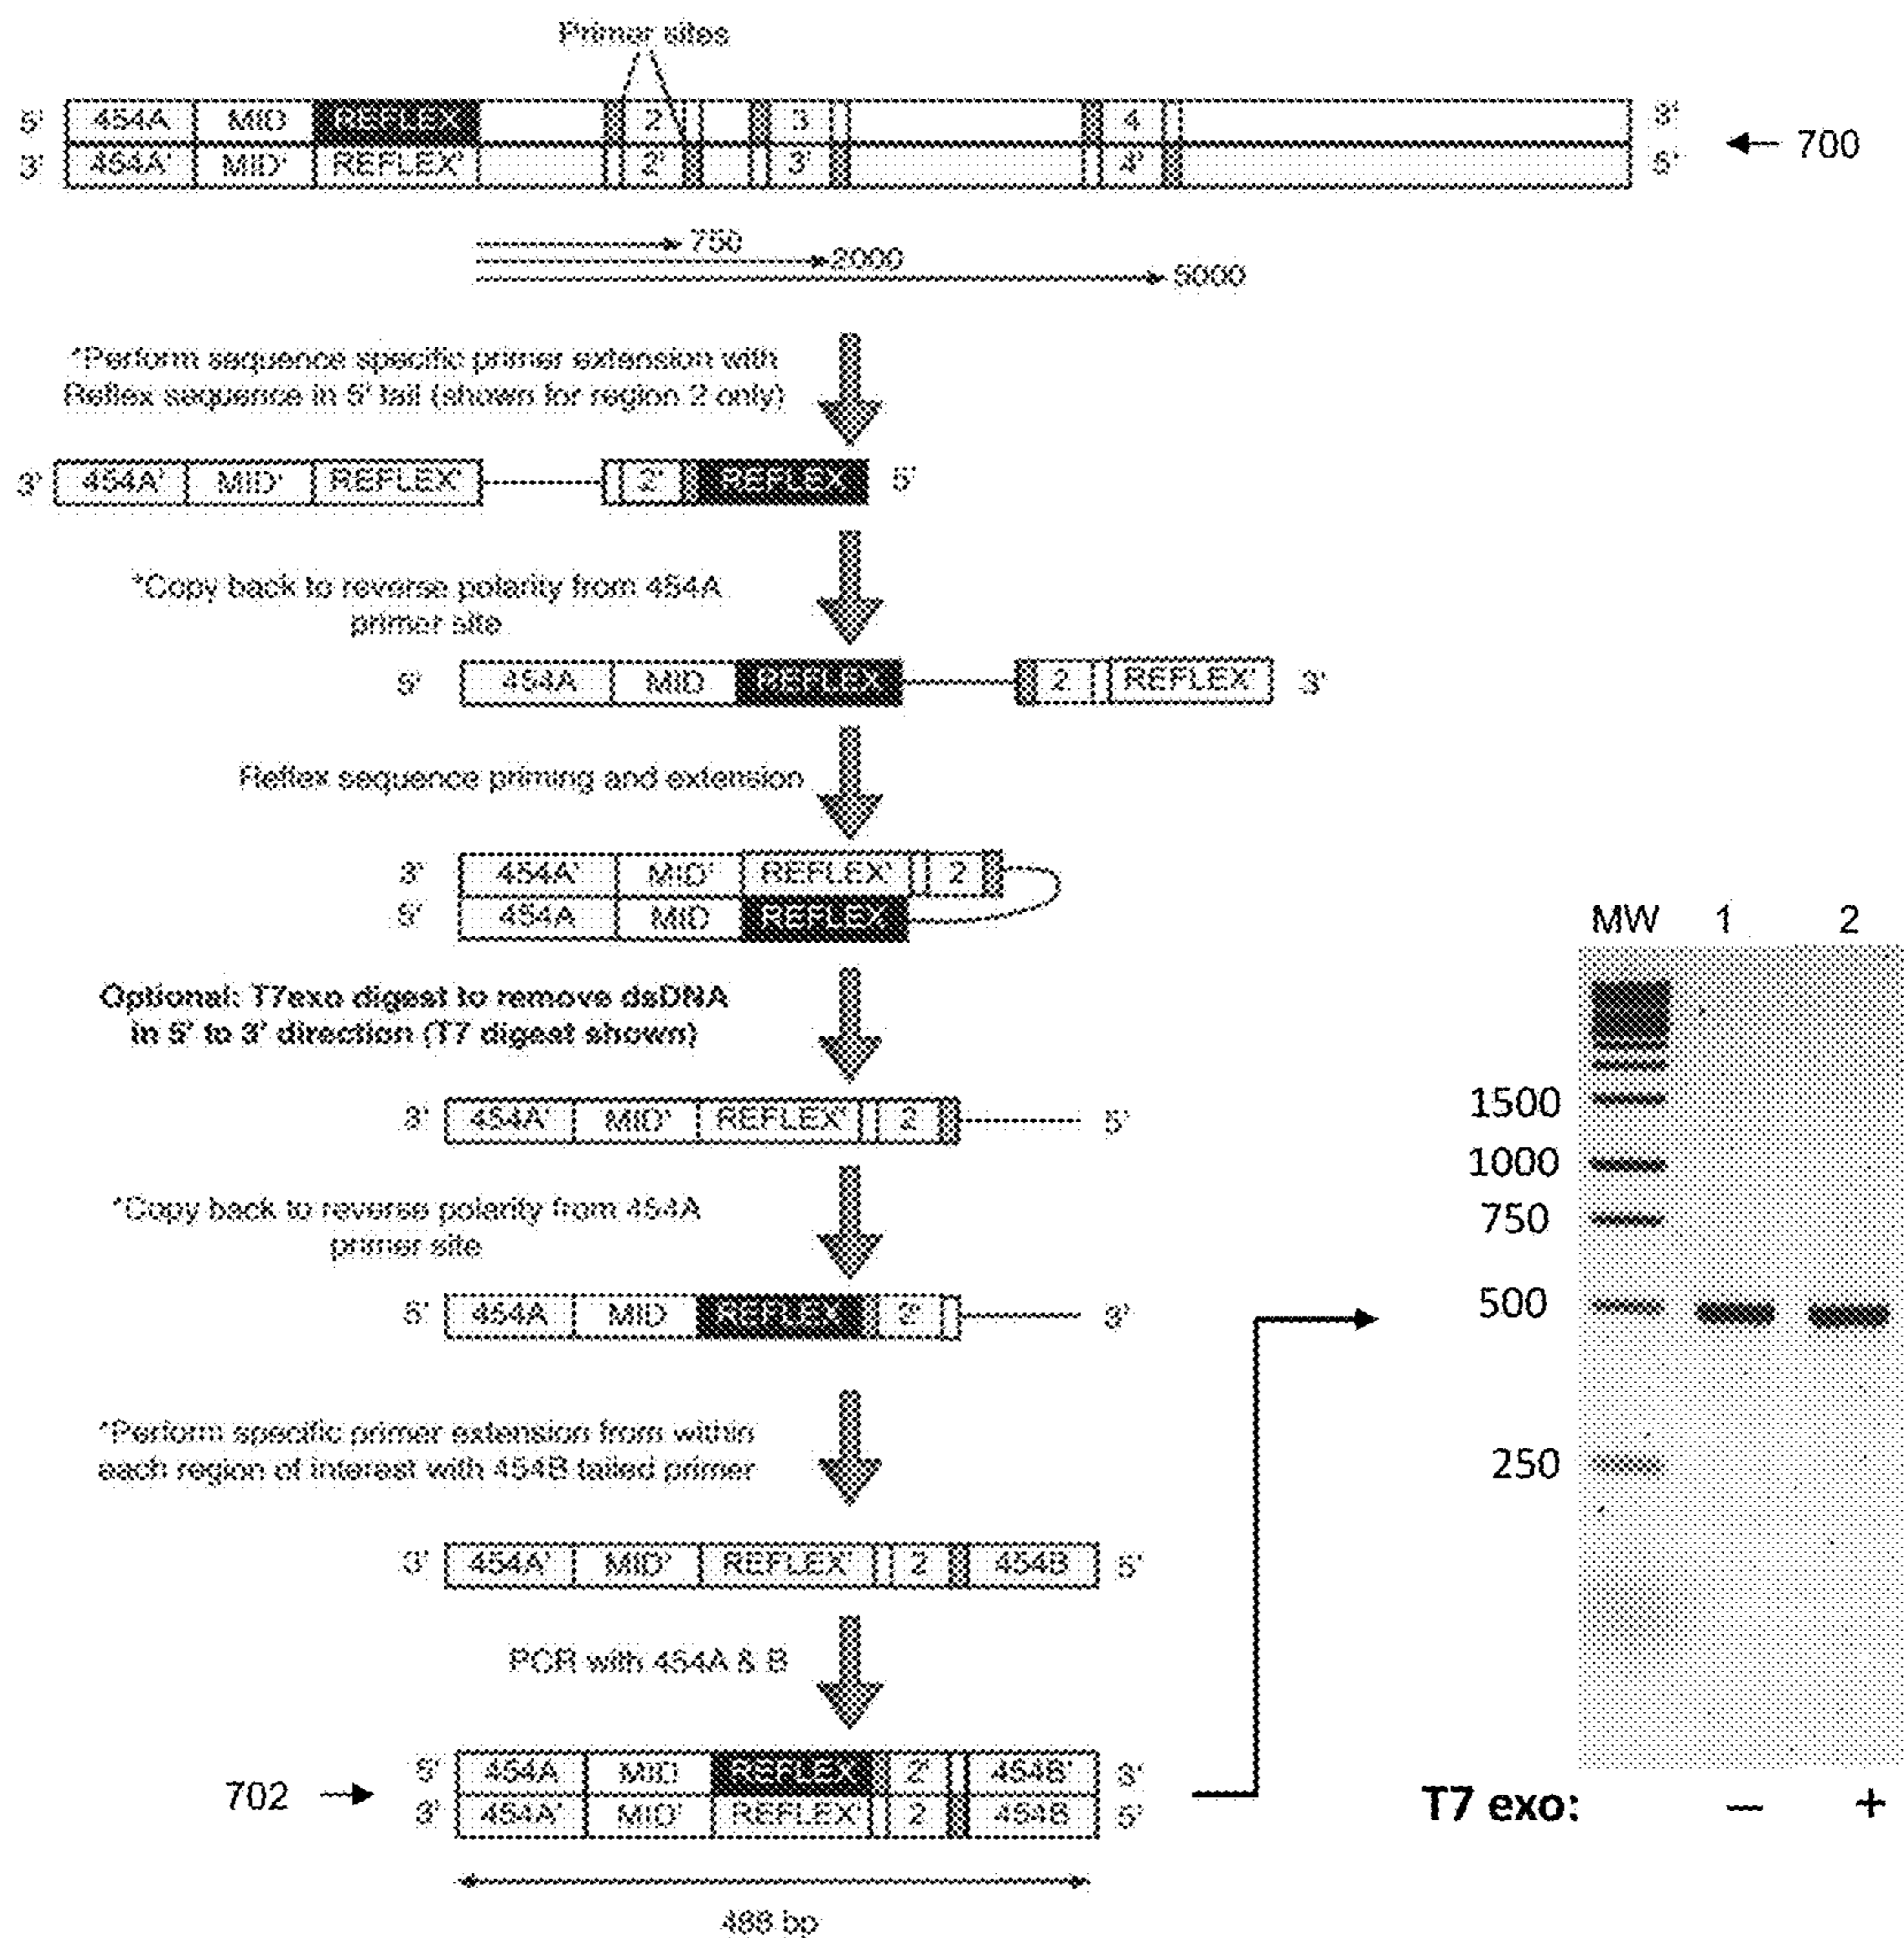 Primer sites
5' 454A MID REFLEX 2 3 4 3'
3' 454A' MID' REFLEX' 2' 3' 4' 5'
700
750
2000
5000
*Perform sequence specific primer extension with
Reflex sequence in 5' tail (shown for region 2 only)
3' 454A' MID' REFLEX' 2' REFLEX 5'
*Copy back to reverse polarity from 454A
primer site
5' 454A MID REFLEX 2 REFLEX' 3'
Reflex sequence priming and extension
3' 454A' MID' REFLEX' 2
5' 454A MID REFLEX
Optional: T7exo digest to remove dsDNA
in 5' to 3' direction (T7 digest shown)
3' 454A' MID' REFLEX' 2 5'
*Copy back to reverse polarity from 454A
primer site
5' 454A MID REFLEX 2' 3'
*Perform specific primer extension from within
each region of interest with 454B tailed primer
3' 454A' MID' REFLEX' 2 454B 5'
PCR with 454A & B
702
5' 454A MID REFLEX 2' 454B' 3'
3' 454A' MID' REFLEX' 2 454B 5'
488 bp
MW 1 2
1500
1000
750
500
250
T7 exo: – +